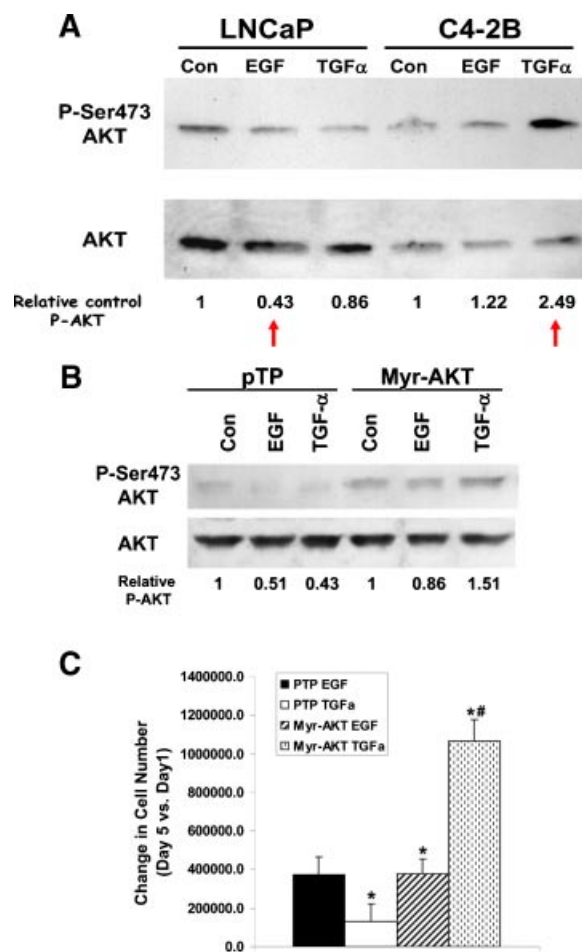 A
LNCaP C4-2B
Con EGF TGFα Con EGF TGFα
P-Ser473
AKT
AKT
Relative control
P-AKT
1 0.43 0.86 1 1.22 2.49
B
pTP Myr-AKT
Con EGF TGF-α Con EGF TGF-α
P-Ser473
AKT
AKT
Relative
P-AKT
1 0.51 0.43 1 0.86 1.51
C
Change in Cell Number
(Day 5 vs. Day1)
1400000.0
1200000.0
1000000.0
800000.0
600000.0
400000.0
200000.0
0.0
PTP EGF
PTP TGFa
Myr-AKT EGF
Myr-AKT TGFa
*
*
*#